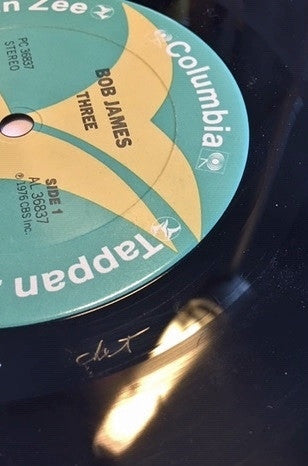 n Zee
Columbia
PC 36837
STEREO
BOB JAMES
THREE
SIDE 1
AL 36837
℗ 1976 CBS Inc.
Tappan